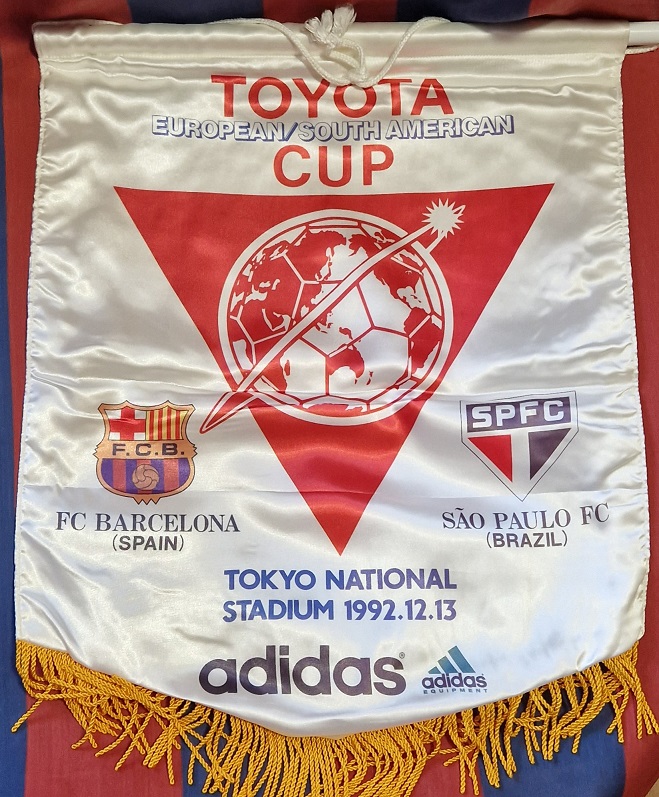 TOYOTA
EUROPEAN/SOUTH AMERICAN
CUP
F.C.B.
SPFC
FC BARCELONA
(SPAIN)
SÃO PAULO FC
(BRAZIL)
TOKYO NATIONAL
STADIUM 1992.12.13
adidas®
adidas
EQUIPMENT